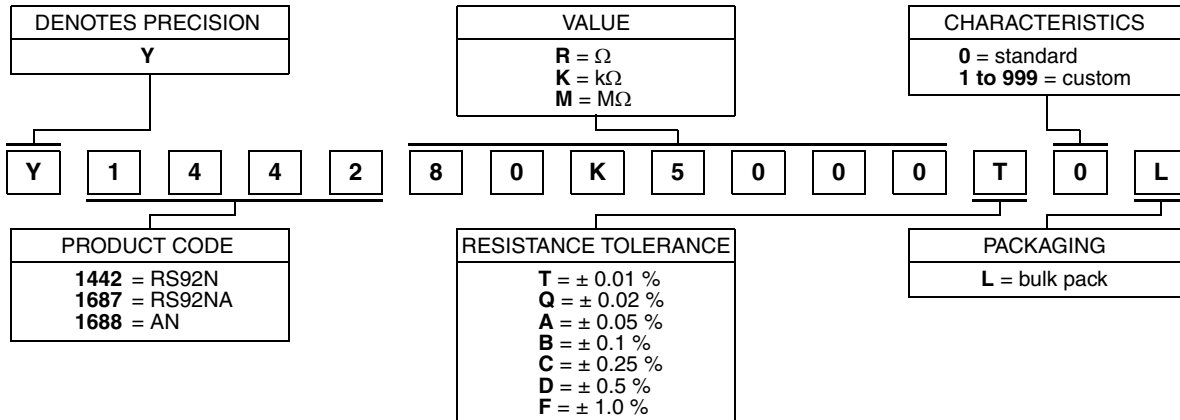 DENOTES PRECISION
Y
VALUE
R = Ω
K = kΩ
M = MΩ
CHARACTERISTICS
0 = standard
1 to 999 = custom
Y 1 4 4 2 8 0 K 5 0 0 0 T 0 L
PRODUCT CODE
1442 = RS92N
1687 = RS92NA
1688 = AN
RESISTANCE TOLERANCE
T = ± 0.01 %
Q = ± 0.02 %
A = ± 0.05 %
B = ± 0.1 %
C = ± 0.25 %
D = ± 0.5 %
F = ± 1.0 %
PACKAGING
L = bulk pack